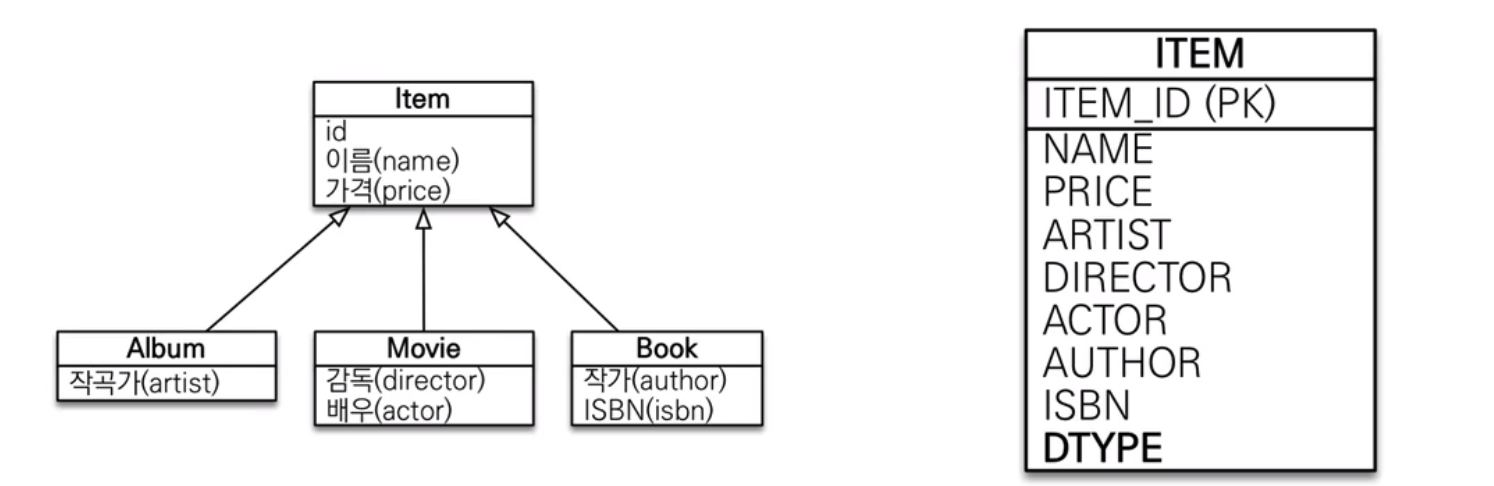 Item
id
이름(name)
가격(price)
Album
작곡가(artist)
Movie
감독(director)
배우(actor)
Book
작가(author)
ISBN(isbn)
ITEM
ITEM_ID (PK)
NAME
PRICE
ARTIST
DIRECTOR
ACTOR
AUTHOR
ISBN
DTYPE